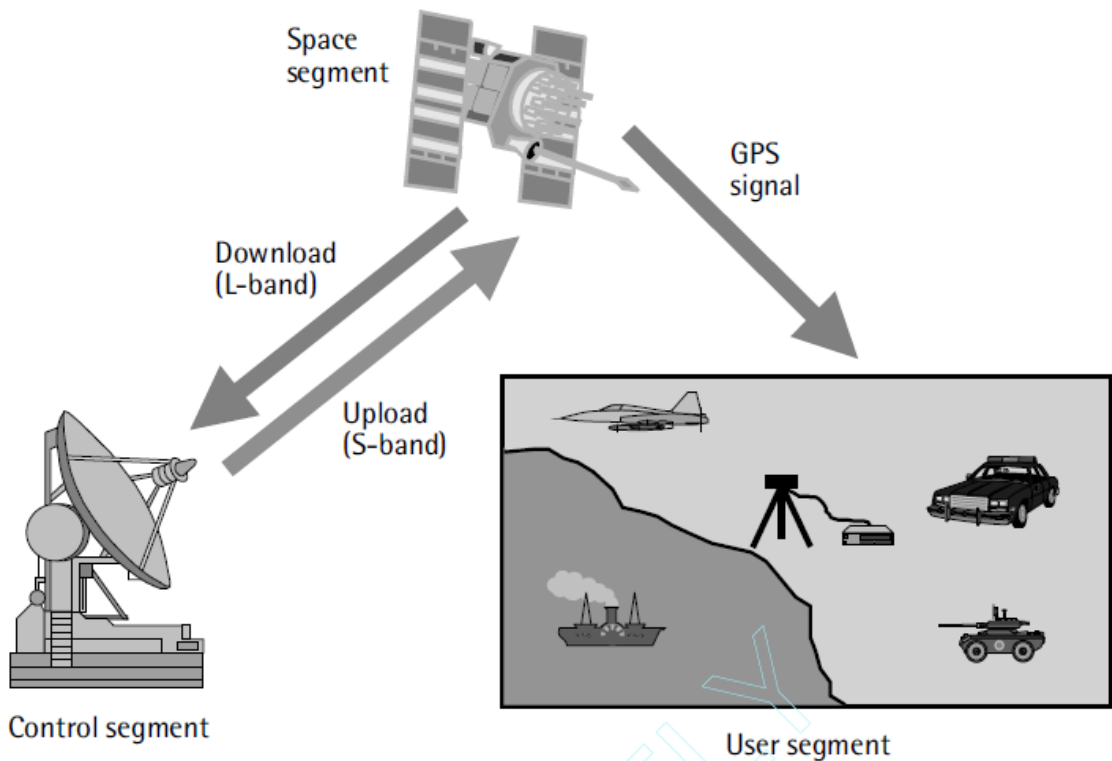 Space
segment
GPS
signal
Download
(L-band)
Upload
(S-band)
Control segment
User segment